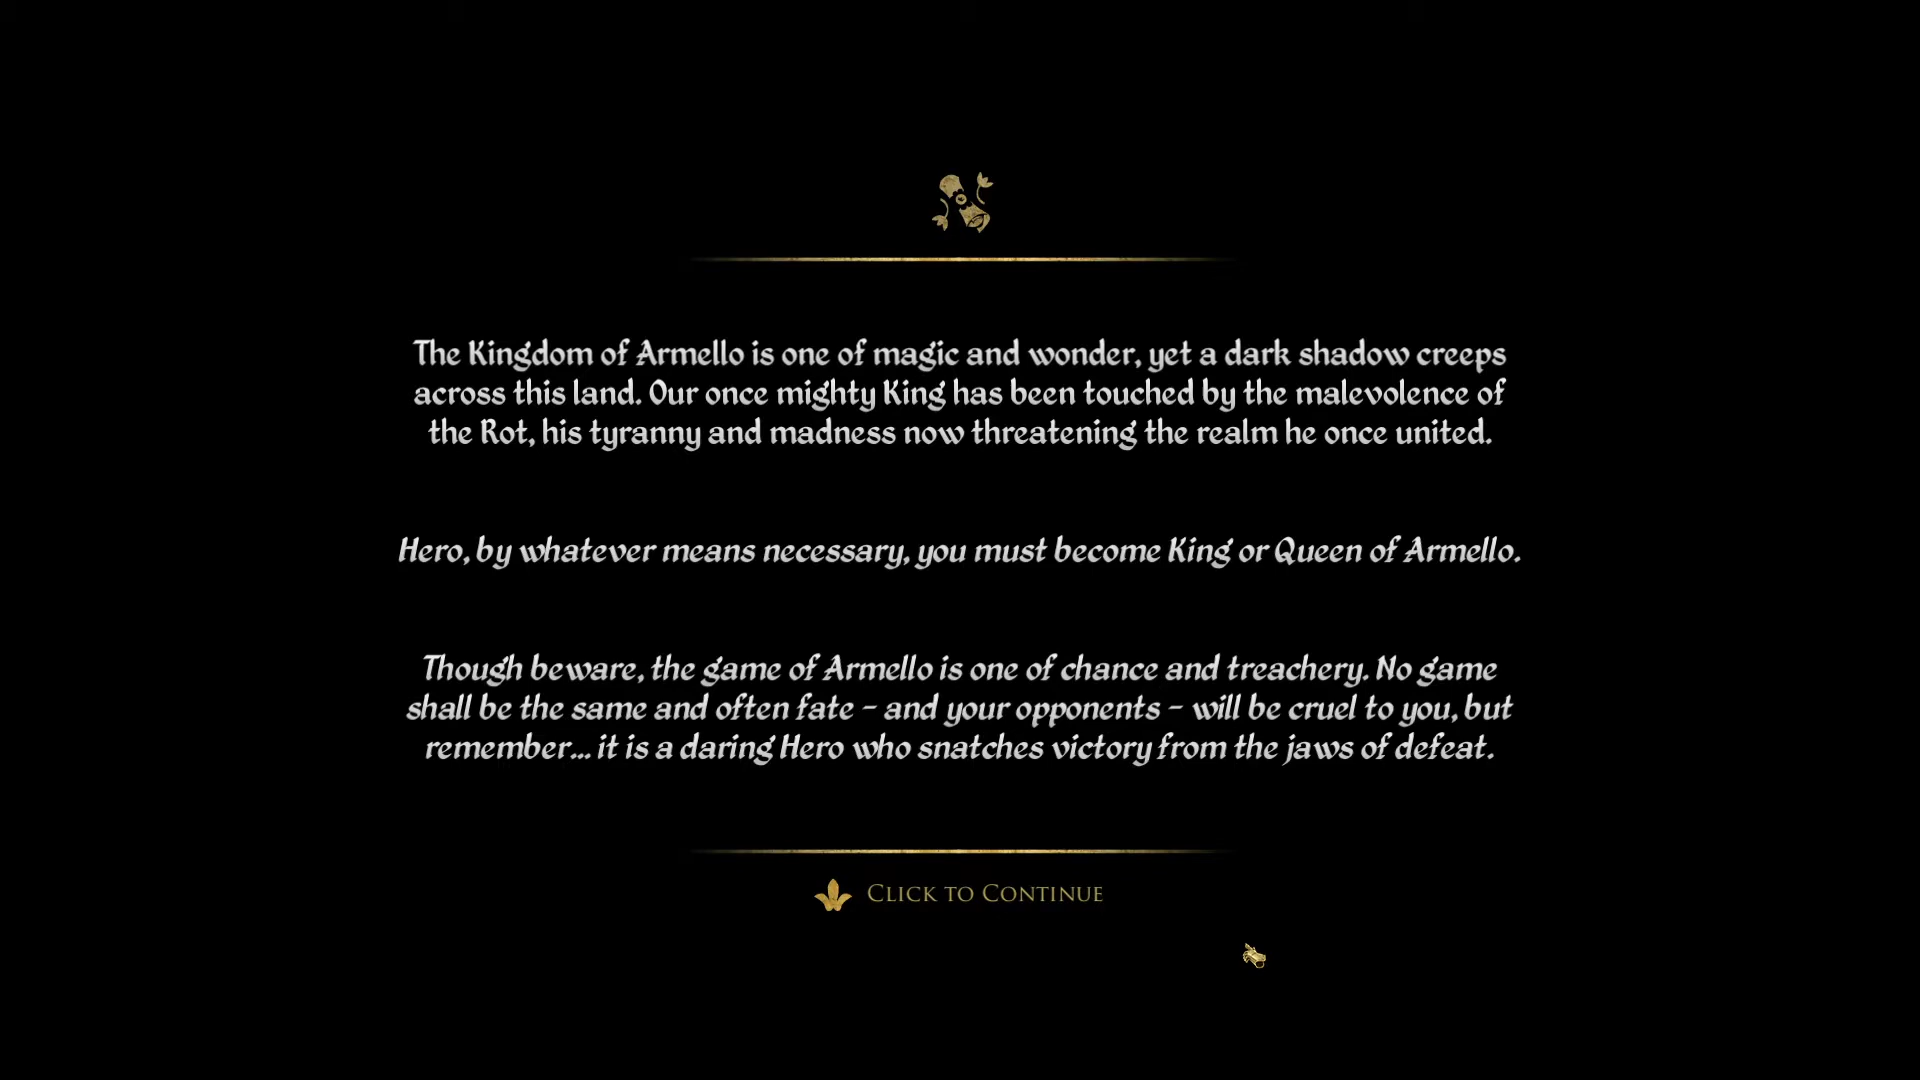 The Kingdom of Armello is one of magic and wonder, yet a dark shadow creeps
across this land. Our once mighty King has been touched by the malevolence of
the Rot, his tyranny and madness now threatening the realm he once united.
Hero, by whatever means necessary, you must become King or Queen of Armello.
Though beware, the game of Armello is one of chance and treachery. No game
shall be the same and often fate - and your opponents - will be cruel to you, but
remember... it is a daring Hero who snatches victory from the jaws of defeat.
Click to Continue